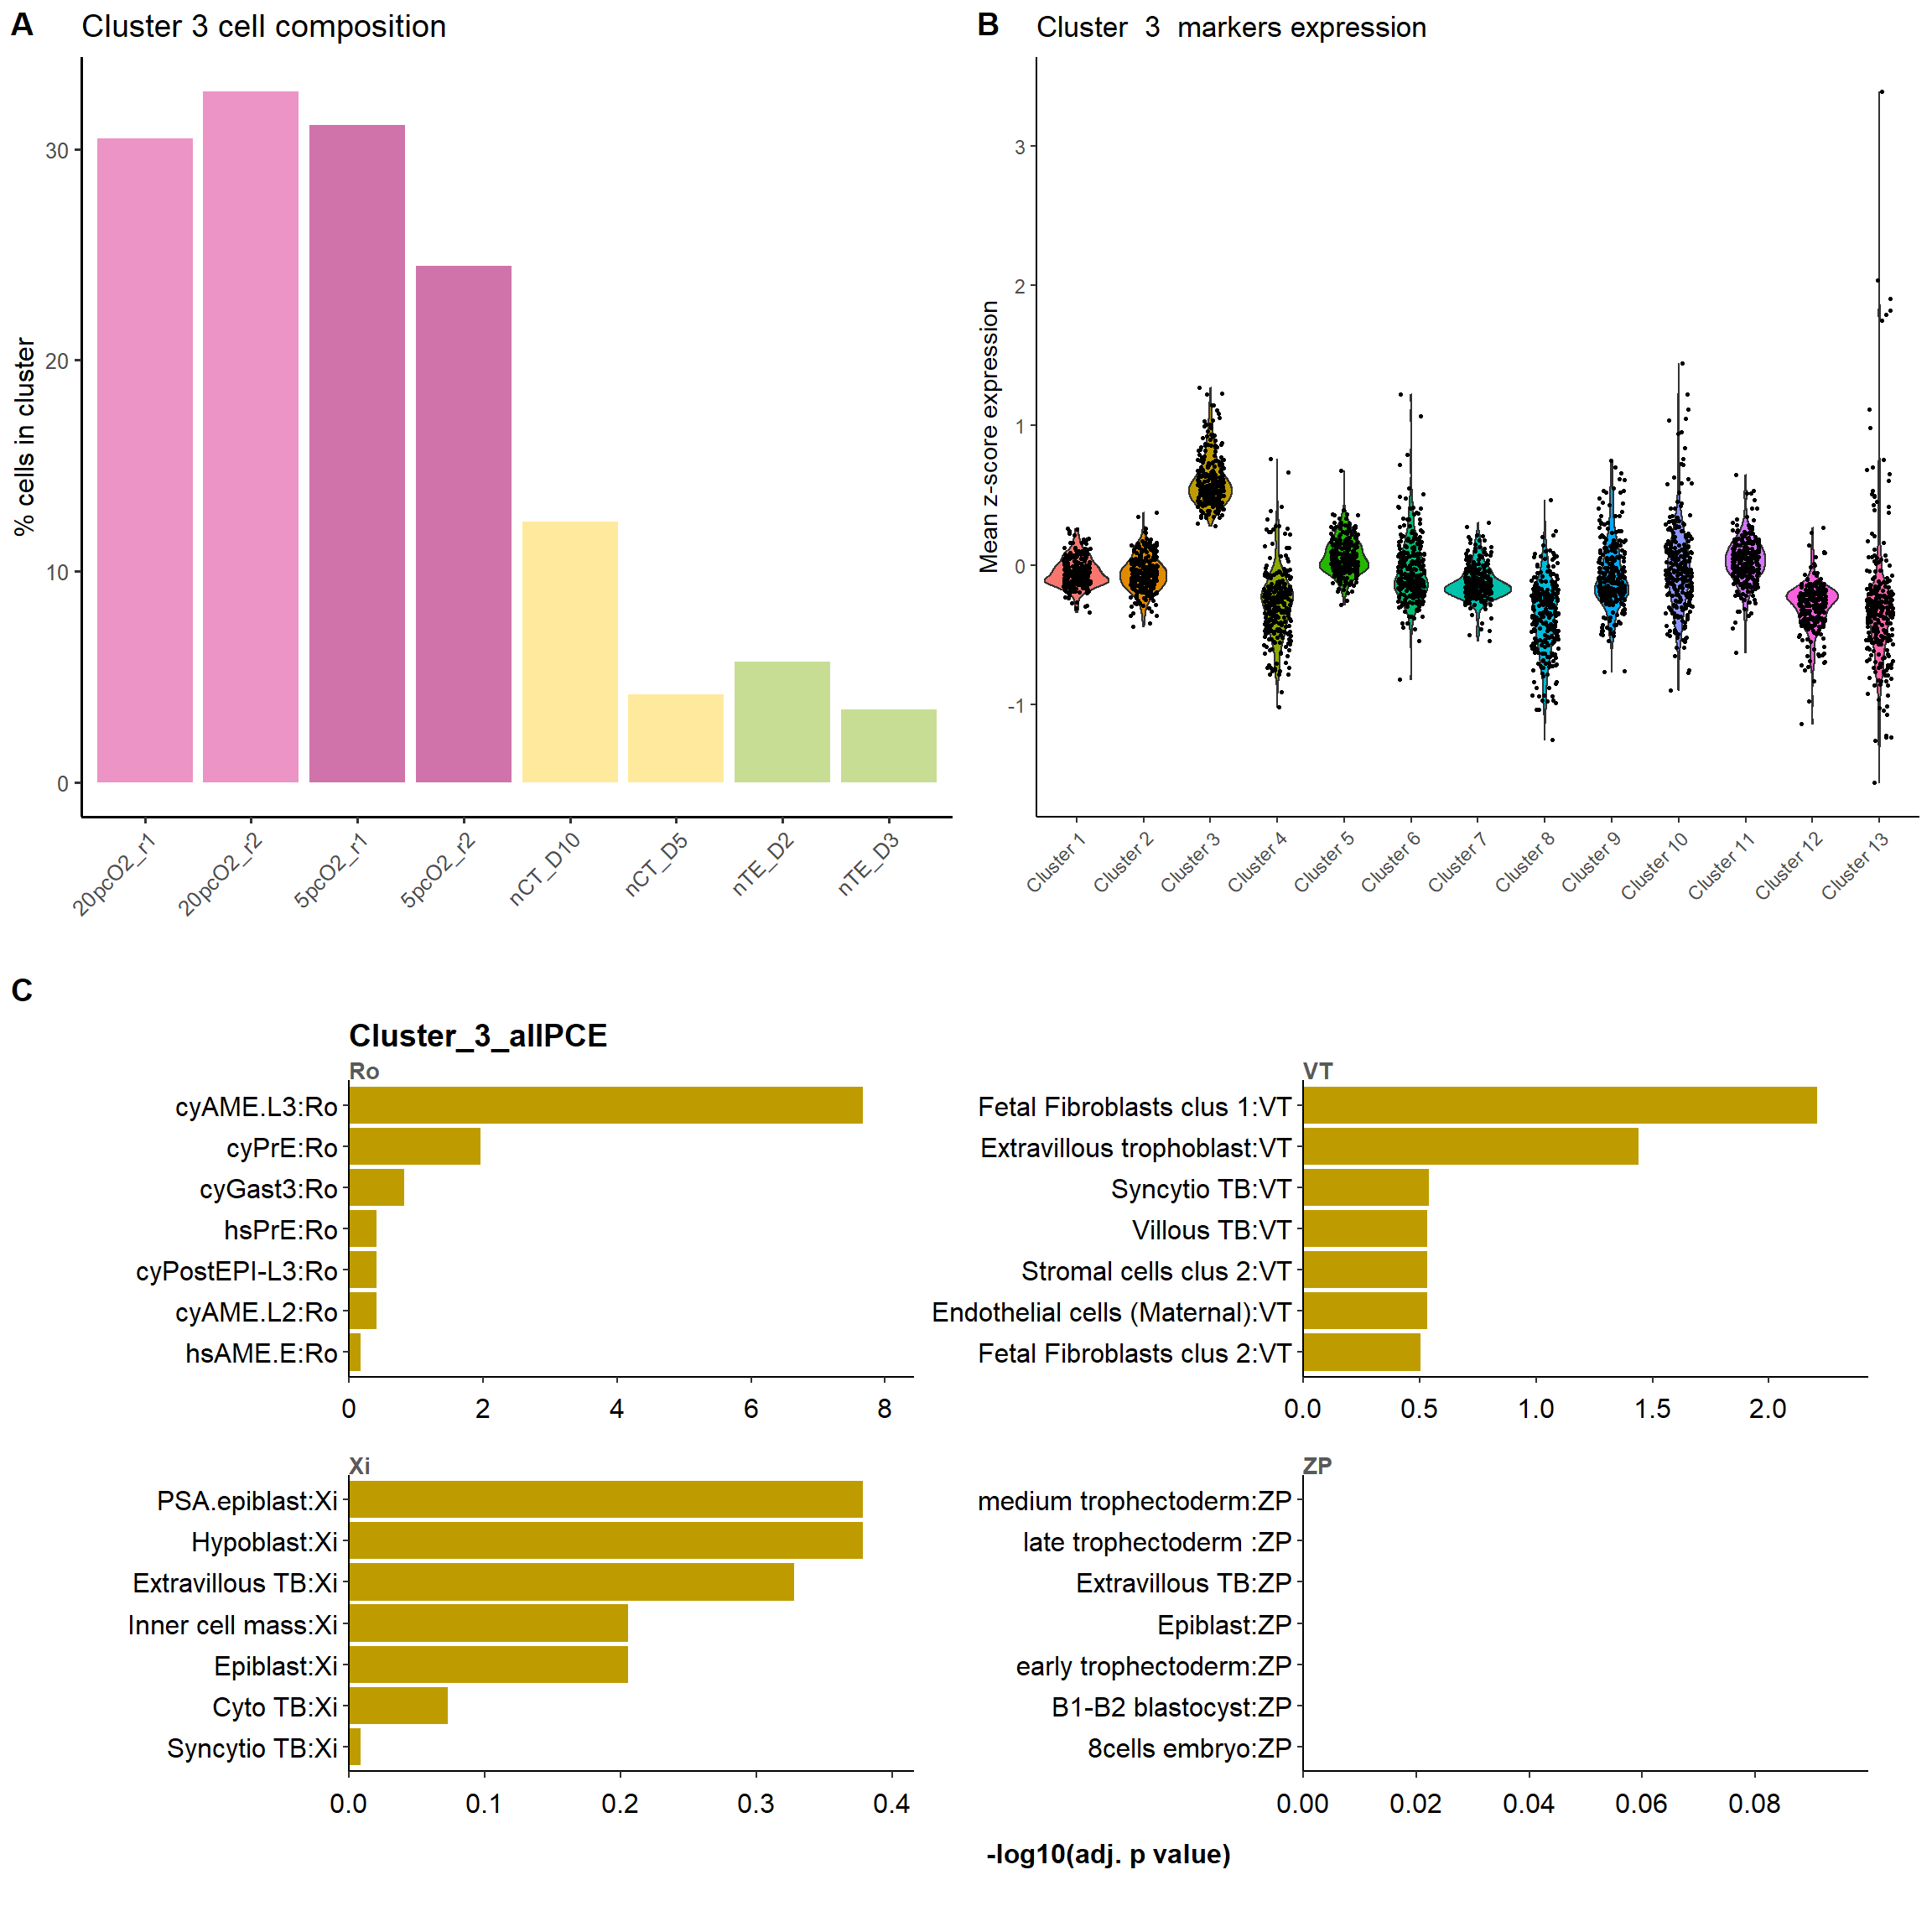 A
Cluster 3 cell composition
% cells in cluster
30
20
10
0
20pcO2_r1
20pcO2_r2
5pcO2_r1
5pcO2_r2
nCT_D10
nCT_D5
nTE_D2
nTE_D3
B
Cluster 3 markers expression
Mean z-score expression
3
2
1
0
-1
Cluster 1
Cluster 2
Cluster 3
Cluster 4
Cluster 5
Cluster 6
Cluster 7
Cluster 8
Cluster 9
Cluster 10
Cluster 11
Cluster 12
Cluster 13
C
Cluster_3_allPCE
Ro
cyAME.L3:Ro
cyPrE:Ro
cyGast3:Ro
hsPrE:Ro
cyPostEPI-L3:Ro
cyAME.L2:Ro
hsAME.E:Ro
0 2 4 6 8
VT
Fetal Fibroblasts clus 1:VT
Extravillous trophoblast:VT
Syncytio TB:VT
Villous TB:VT
Stromal cells clus 2:VT
Endothelial cells (Maternal):VT
Fetal Fibroblasts clus 2:VT
0.0 0.5 1.0 1.5 2.0
Xi
PSA.epiblast:Xi
Hypoblast:Xi
Extravillous TB:Xi
Inner cell mass:Xi
Epiblast:Xi
Cyto TB:Xi
Syncytio TB:Xi
0.0 0.1 0.2 0.3 0.4
ZP
medium trophectoderm:ZP
late trophectoderm :ZP
Extravillous TB:ZP
Epiblast:ZP
early trophectoderm:ZP
B1-B2 blastocyst:ZP
8cells embryo:ZP
0.00 0.02 0.04 0.06 0.08
-log10(adj. p value)